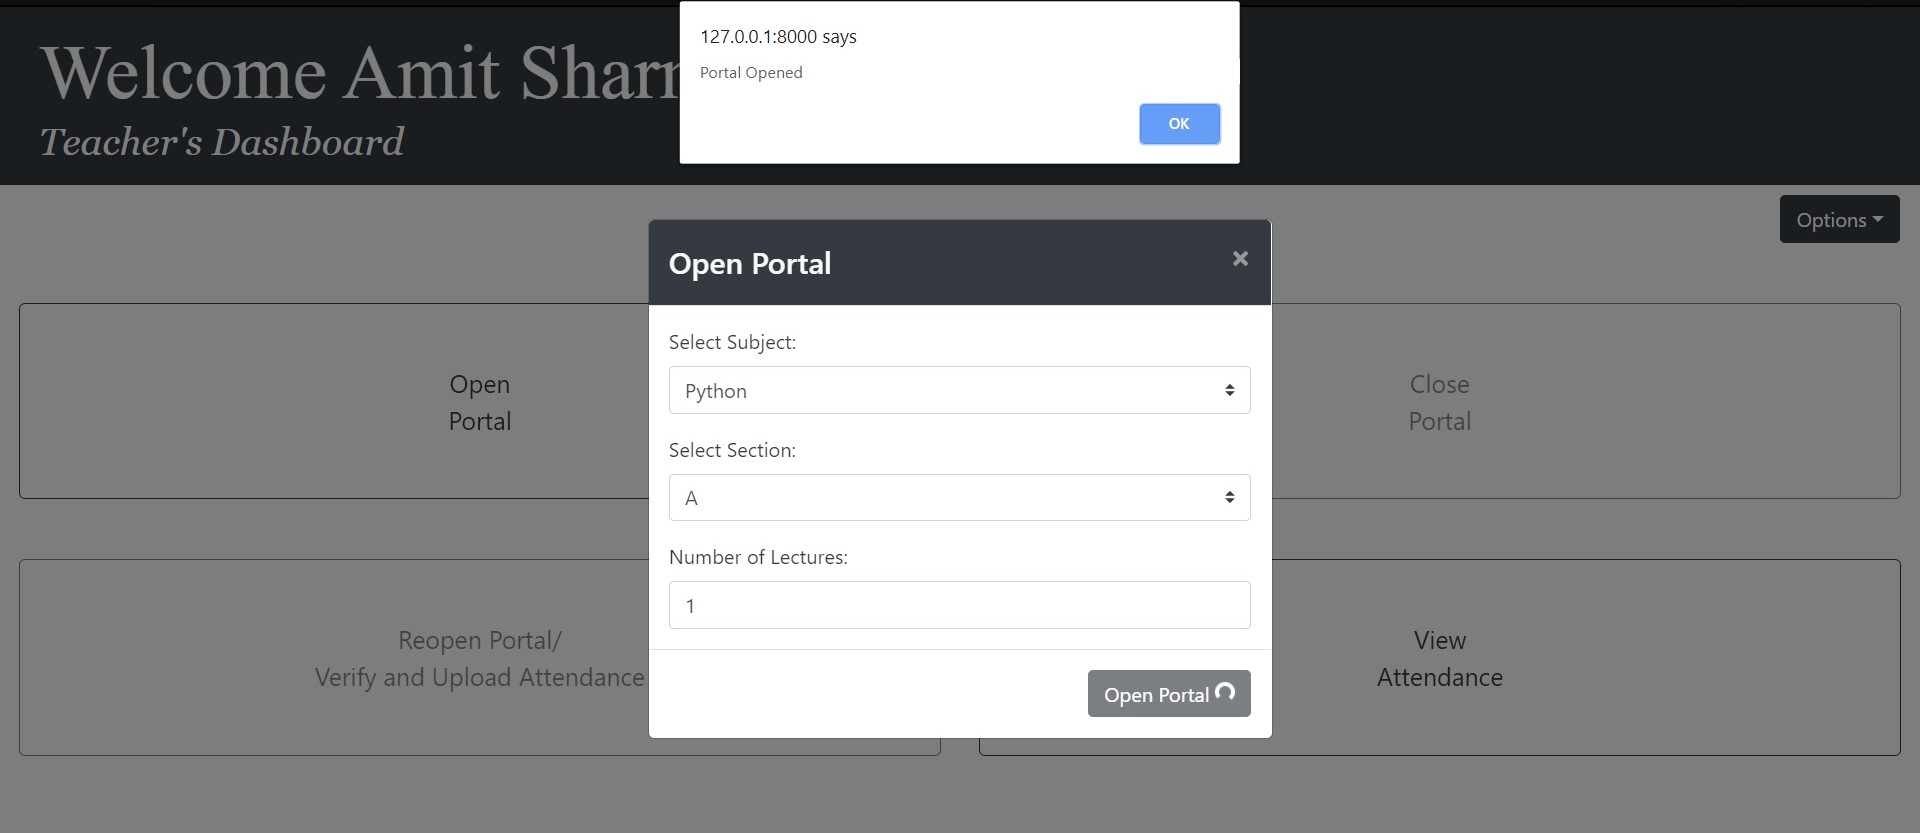 127.0.0.1:8000 says
Portal Opened
OK
Welcome Amit
Teacher's Dashboard
Options
Open Portal
Select Subject:
Python
Select Section:
A
Number of Lectures:
1
Open Portal
Open
Portal
Close
Portal
Reopen Portal/
Verify and Upload Attendance
View
Attendance